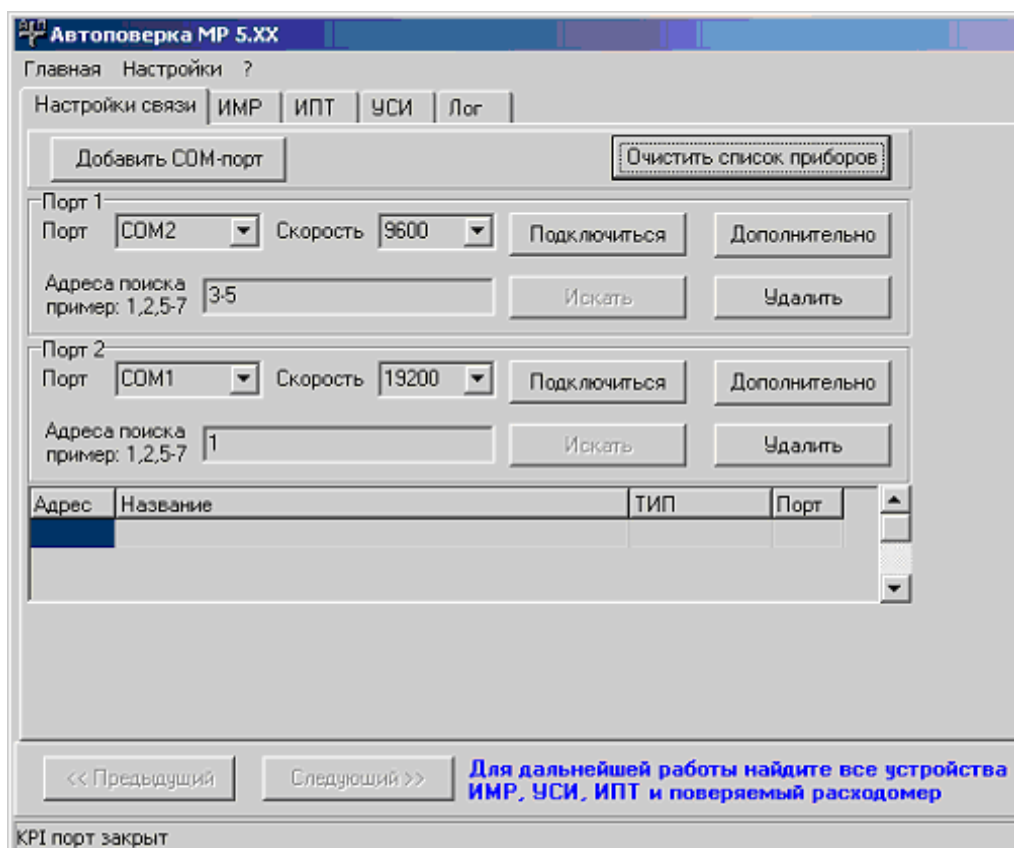 Автоповерка МР 5.XX
Главная Настройки ?
Настройки связи ИМР ИПТ УСИ Лог
Добавить COM-порт Очистить список приборов
Порт 1
Порт COM2 Скорость 9600 Подключиться Дополнительно
Адреса поиска
пример: 1,2,5-7 3-5 Искать Удалить
Порт 2
Порт COM1 Скорость 19200 Подключиться Дополнительно
Адреса поиска
пример: 1,2,5-7 1 Искать Удалить
Адрес Название ТИП Порт
<< Предыдущий Следующий >> Для дальнейшей работы найдите все устройства
ИМР, УСИ, ИПТ и поверяемый расходомер
KPI порт закрыт